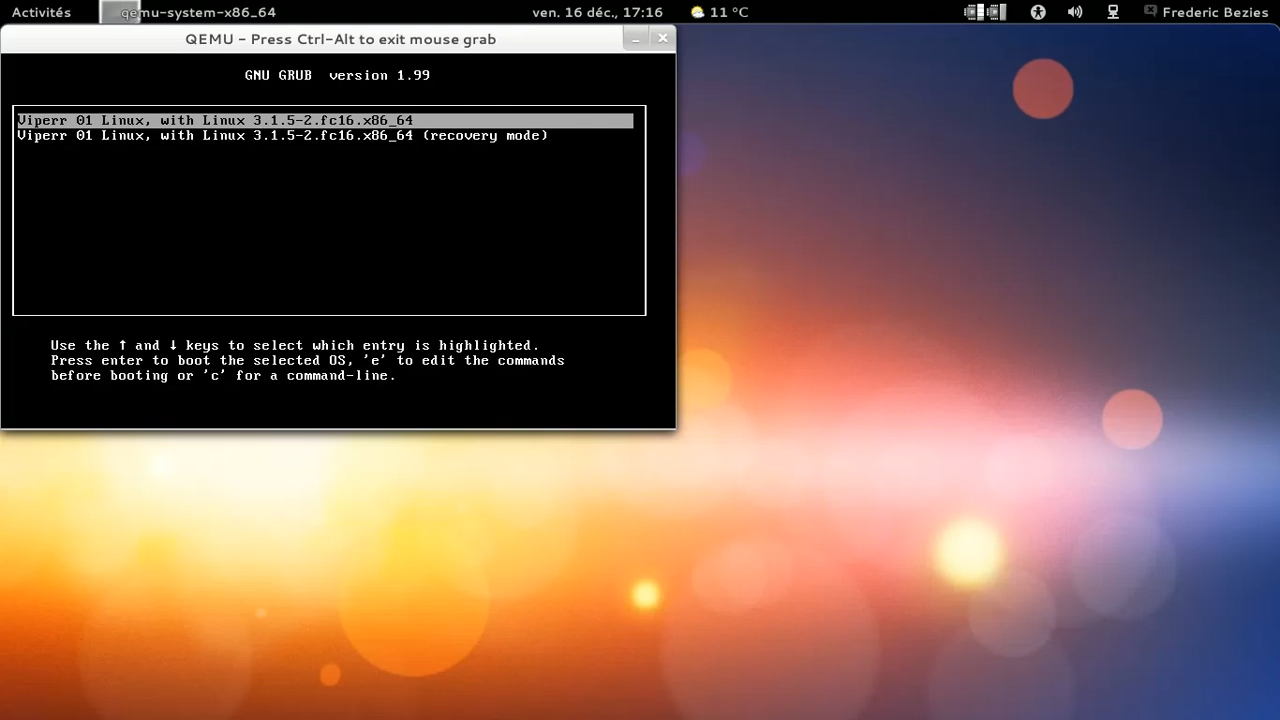 Activités qemu-system-x86_64 ven. 16 déc., 17:16 11 °C Frederic Bezies
QEMU - Press Ctrl-Alt to exit mouse grab
GNU GRUB version 1.99
Viperr 01 Linux, with Linux 3.1.5-2.fc16.x86_64
Viperr 01 Linux, with Linux 3.1.5-2.fc16.x86_64 (recovery mode)
Use the ↑ and ↓ keys to select which entry is highlighted.
Press enter to boot the selected OS, 'e' to edit the commands
before booting or 'c' for a command-line.